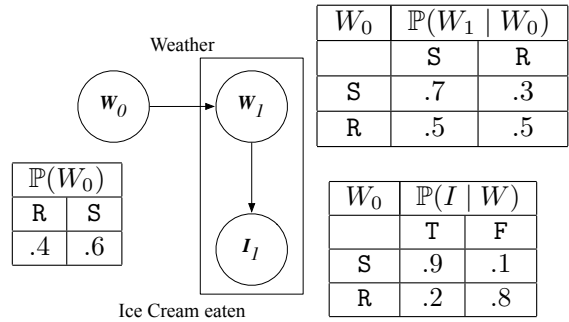 Weather
W₀
W₁
I₁
Ice Cream eaten
ℙ(W₀)
R S
.4 .6
W₀ ℙ(W₁ | W₀)
S R
S .7 .3
R .5 .5
W₀ ℙ(I | W)
T F
S .9 .1
R .2 .8